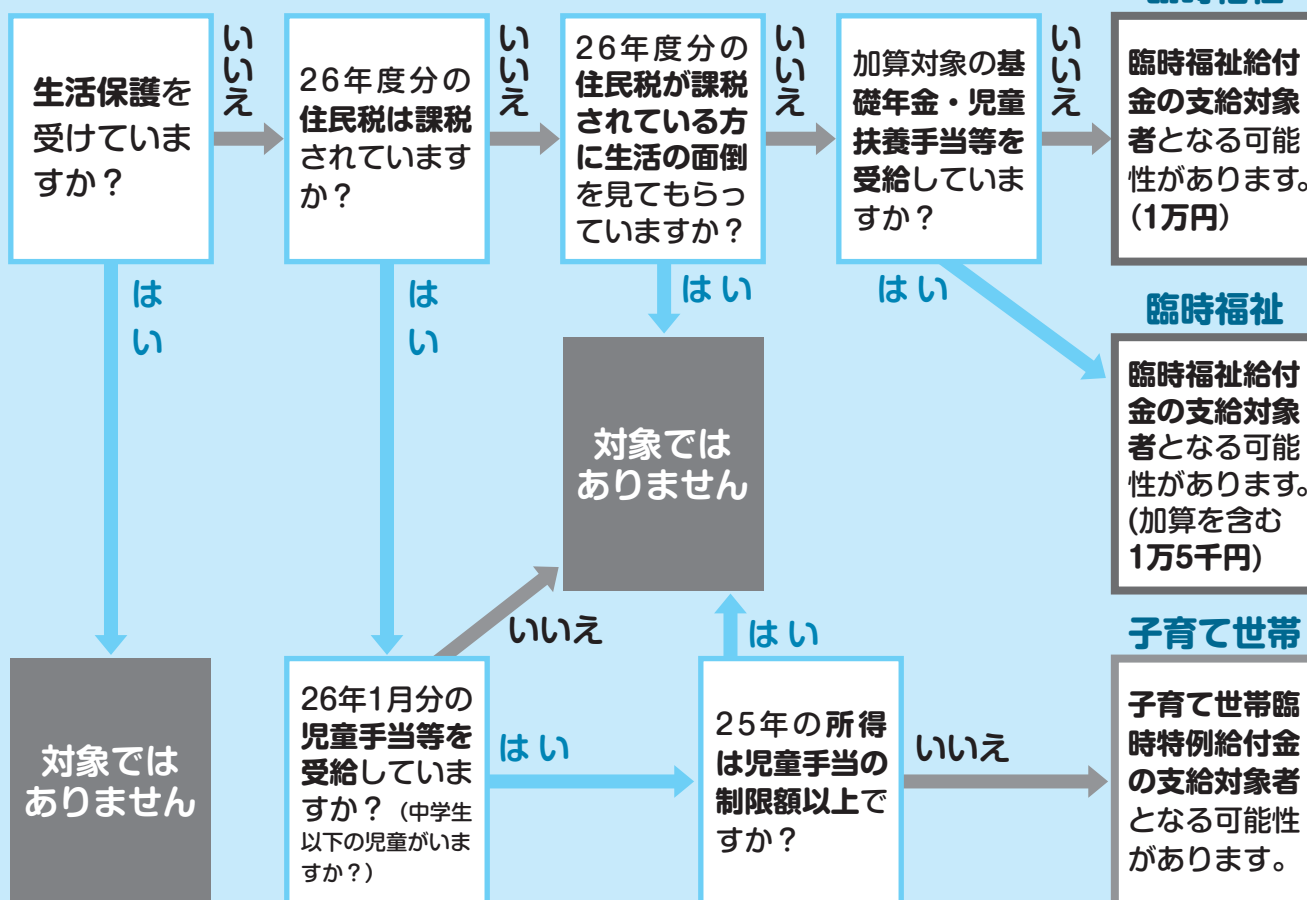 生活保護を
受けていま
すか？
いいえ
26年度分の
住民税は課税
されています
か？
いいえ
26年度分の
住民税が課税
されている方
に生活の面倒
を見てもらっ
ていますか？
いいえ
加算対象の基
礎年金・児童
扶養手当等を
受給していま
すか？
いいえ
臨時福祉給付
金の支給対象
者となる可能
性があります。
（1万円）
はい
はい
はい
はい
臨時福祉
臨時福祉給付
金の支給対象
者となる可能
性があります。
(加算を含む
1万5千円)
対象では
ありません
いいえ
はい
子育て世帯
対象では
ありません
26年1月分の
児童手当等を
受給していま
すか？（中学生
以下の児童がいま
すか？）
はい
25年の所得
は児童手当の
制限額以上で
すか？
いいえ
子育て世帯臨
時特例給付金
の支給対象者
となる可能性
があります。